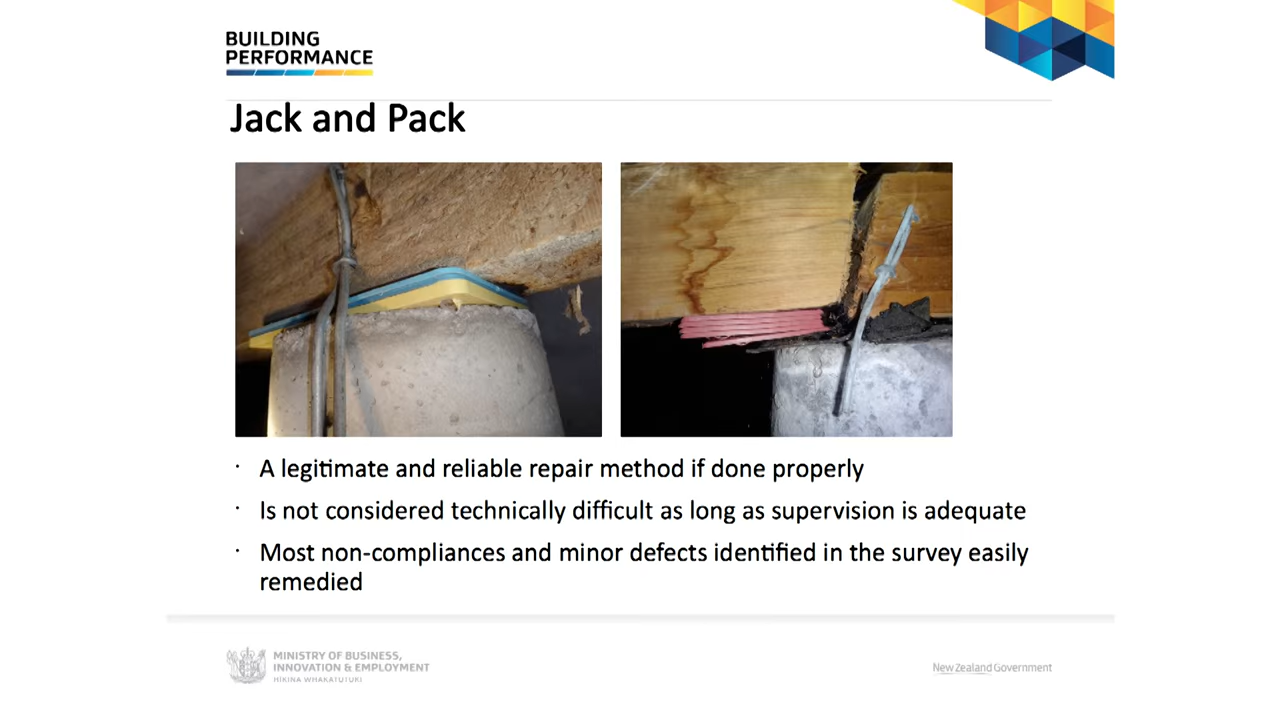 BUILDING
PERFORMANCE
Jack and Pack
· A legitimate and reliable repair method if done properly
· Is not considered technically difficult as long as supervision is adequate
· Most non-compliances and minor defects identified in the survey easily
remedied
MINISTRY OF BUSINESS,
INNOVATION & EMPLOYMENT
HĪKINA WHAKATUTUKI
New Zealand Government